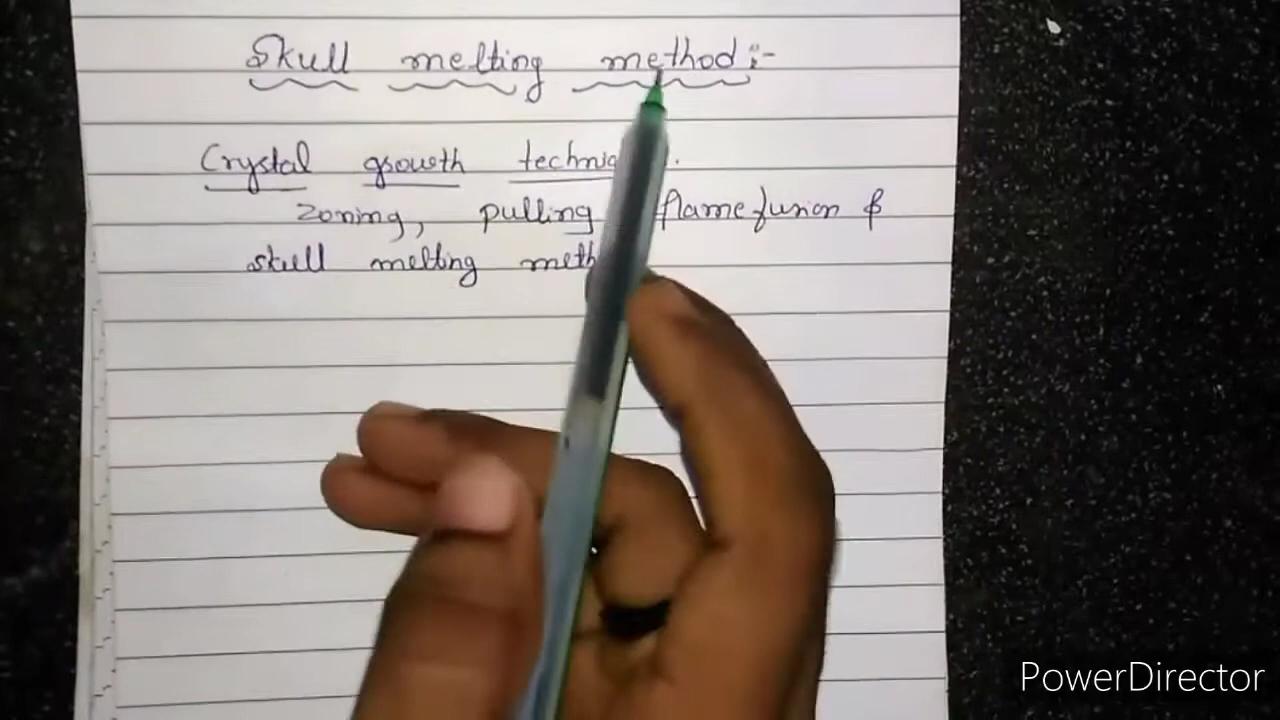 Skull melting method :-
Crystal growth
zoning, pulling flame fusion &
skull melting
PowerDirector